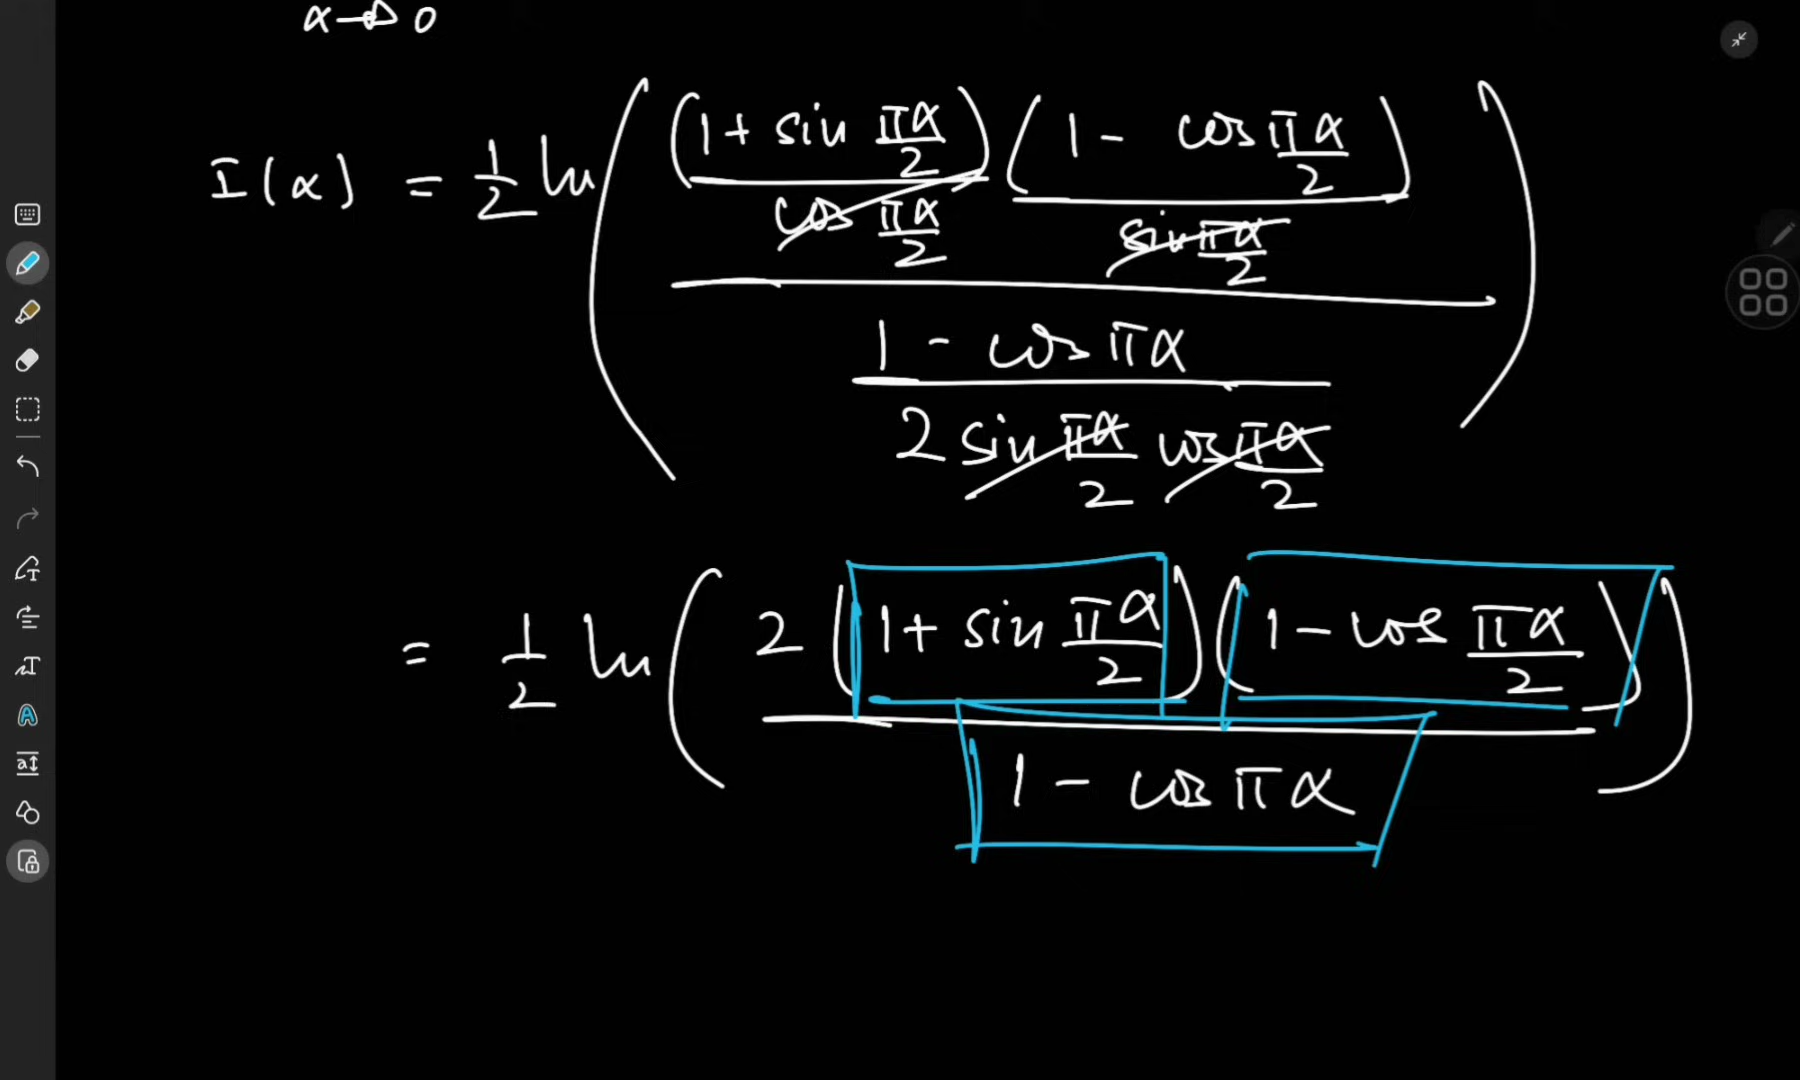 α→0
I(α) = 1/2 ln( ( (1 + sin πα/2) / cos πα/2 · (1 - cos πα/2) / sin πα/2 ) / ( (1 - cos πα) / (2 sin πα/2 cos πα/2) ) )
= 1/2 ln( 2 (1 + sin πα/2) (1 - cos πα/2) / (1 - cos πα) )